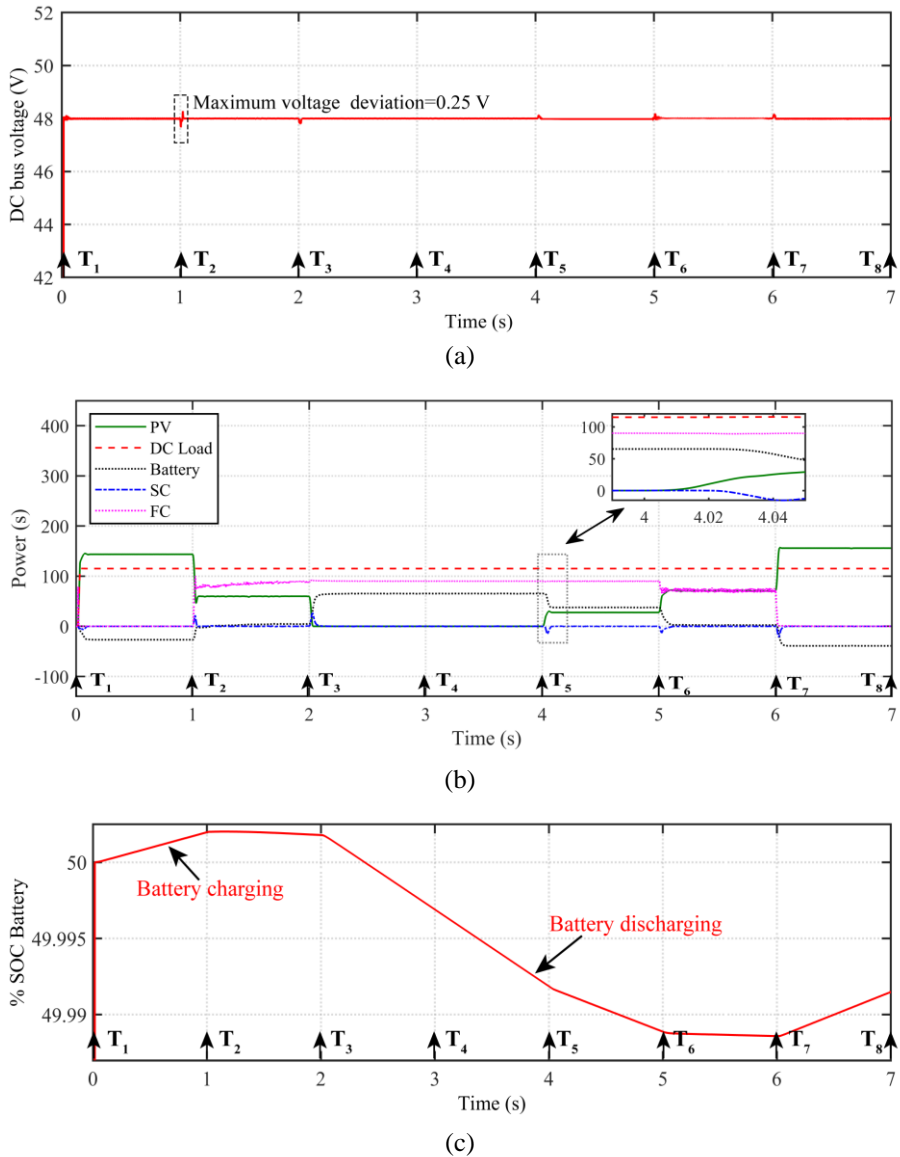 52
50
48
46
44
42
DC bus voltage (V)
Maximum voltage deviation=0.25 V
T1 T2 T3 T4 T5 T6 T7 T8
0 1 2 3 4 5 6 7
Time (s)
(a)
400
300
200
100
0
-100
Power (s)
PV
DC Load
Battery
SC
FC
100
50
0
4 4.02 4.04
T1 T2 T3 T4 T5 T6 T7 T8
0 1 2 3 4 5 6 7
Time (s)
(b)
50
49.995
49.99
% SOC Battery
Battery charging
Battery discharging
T1 T2 T3 T4 T5 T6 T7 T8
0 1 2 3 4 5 6 7
Time (s)
(c)